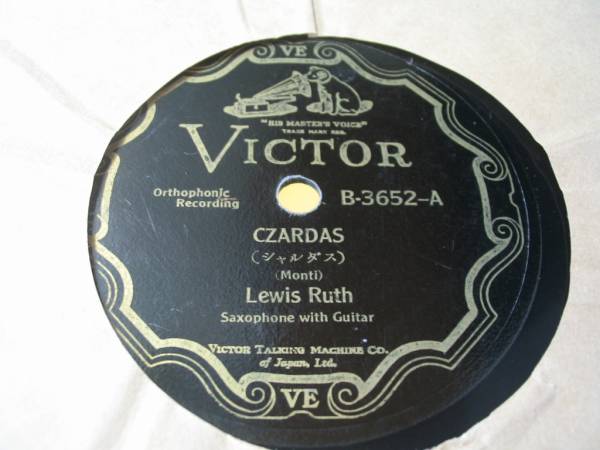 VE
"HIS MASTER'S VOICE"
TRADE MARK REG.
VICTOR
Orthophonic
Recording
B-3652-A
CZARDAS
(シャルダス)
(Monti)
Lewis Ruth
Saxophone with Guitar
VICTOR TALKING MACHINE CO.
of Japan, Ltd.
VE